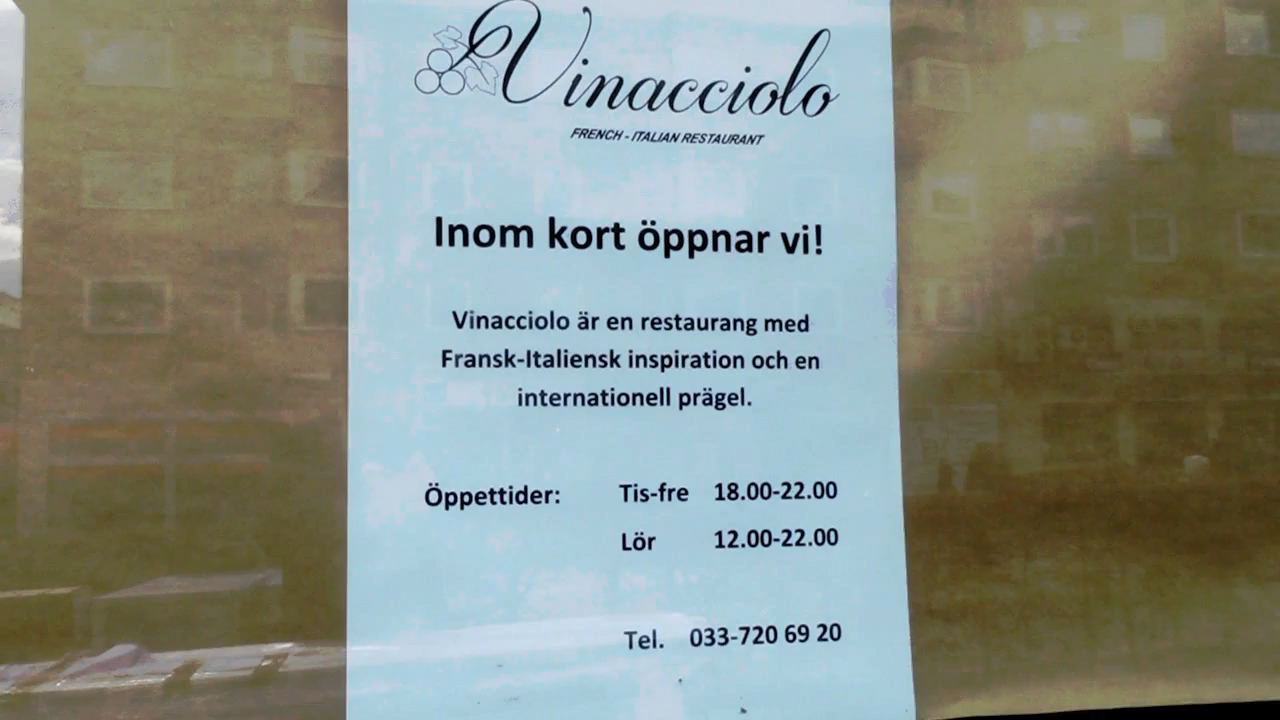 Vinacciolo
FRENCH - ITALIAN RESTAURANT
Inom kort öppnar vi!
Vinacciolo är en restaurang med
Fransk-Italiensk inspiration och en
internationell prägel.
Öppettider: Tis-fre 18.00-22.00
Lör 12.00-22.00
Tel. 033-720 69 20